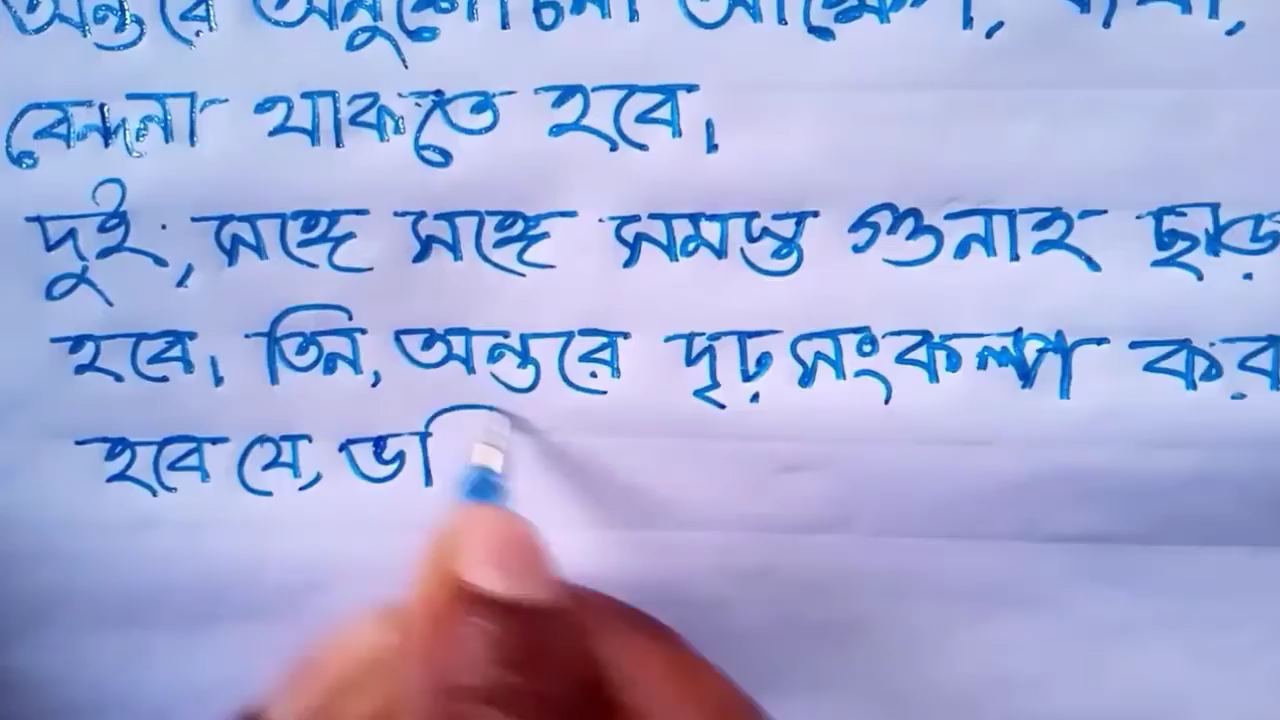 অন্তরে অনুশোচনা আক্ষেপ,
বেদনা থাকতে হবে।
দুই, সঙ্গে সঙ্গে সমস্ত গুনাহ ছাড়
হবে। তিন, অন্তরে দৃঢ় সংকল্প কর
হবে যে, ভি